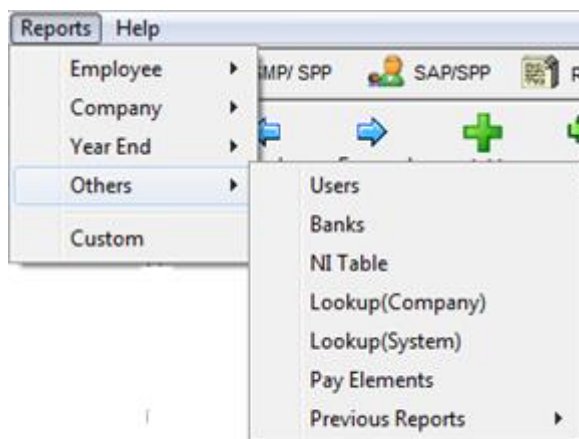 Reports Help
Employee
MP/ SPP
SAP/SPP
R
Company
Year End
Others
Custom
Users
Banks
NI Table
Lookup(Company)
Lookup(System)
Pay Elements
Previous Reports